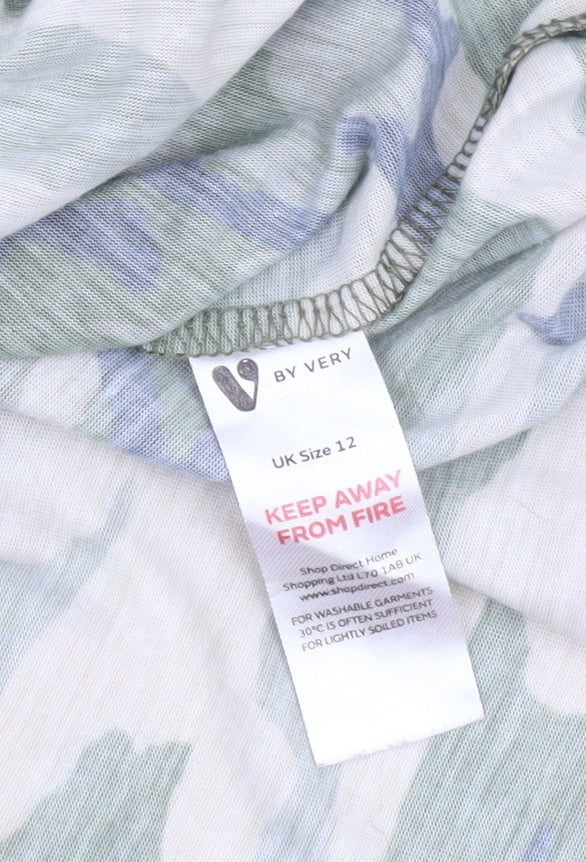 V BY VERY
UK Size 12
KEEP AWAY
FROM FIRE
Shop Direct Home
Shopping Ltd L70 1AB UK
www.shopdirect.com
FOR WASHABLE GARMENTS
30°C IS OFTEN SUFFICIENT
FOR LIGHTLY SOILED ITEMS